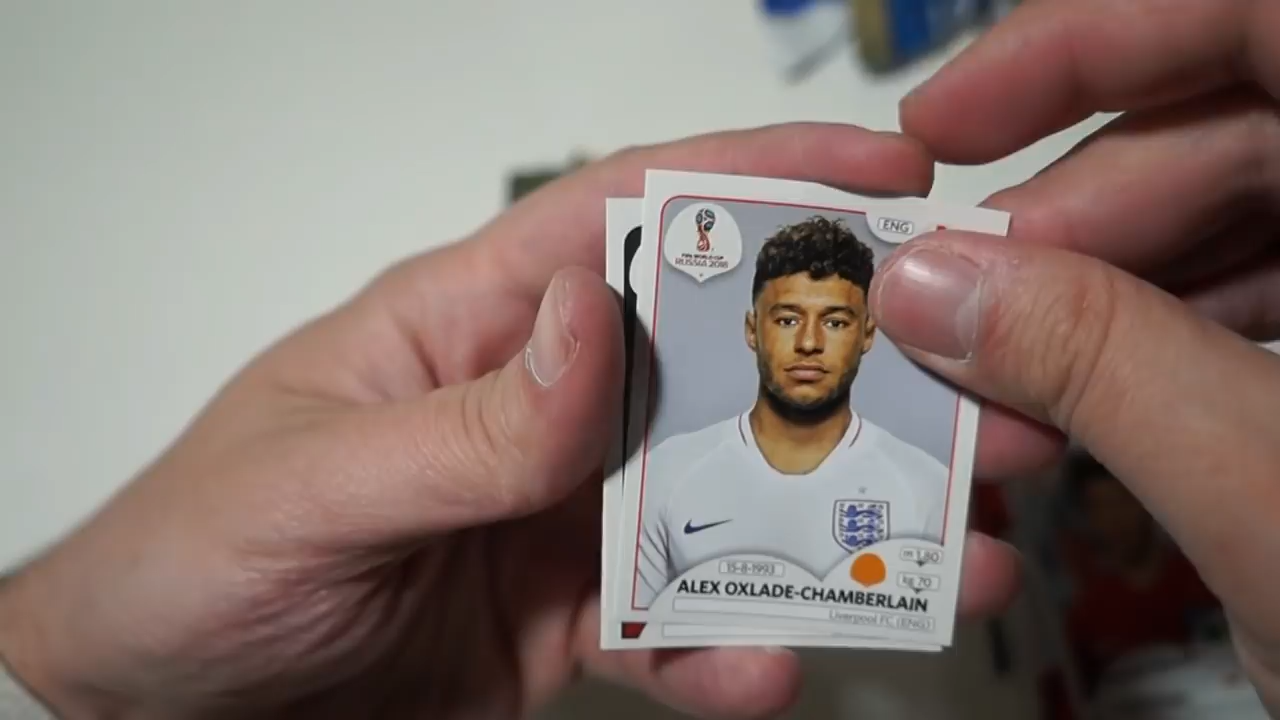 ENG
FIFA WORLD CUP
RUSSIA 2018
15-8-1993
m 1,80
kg 70
ALEX OXLADE-CHAMBERLAIN
Liverpool FC (ENG)